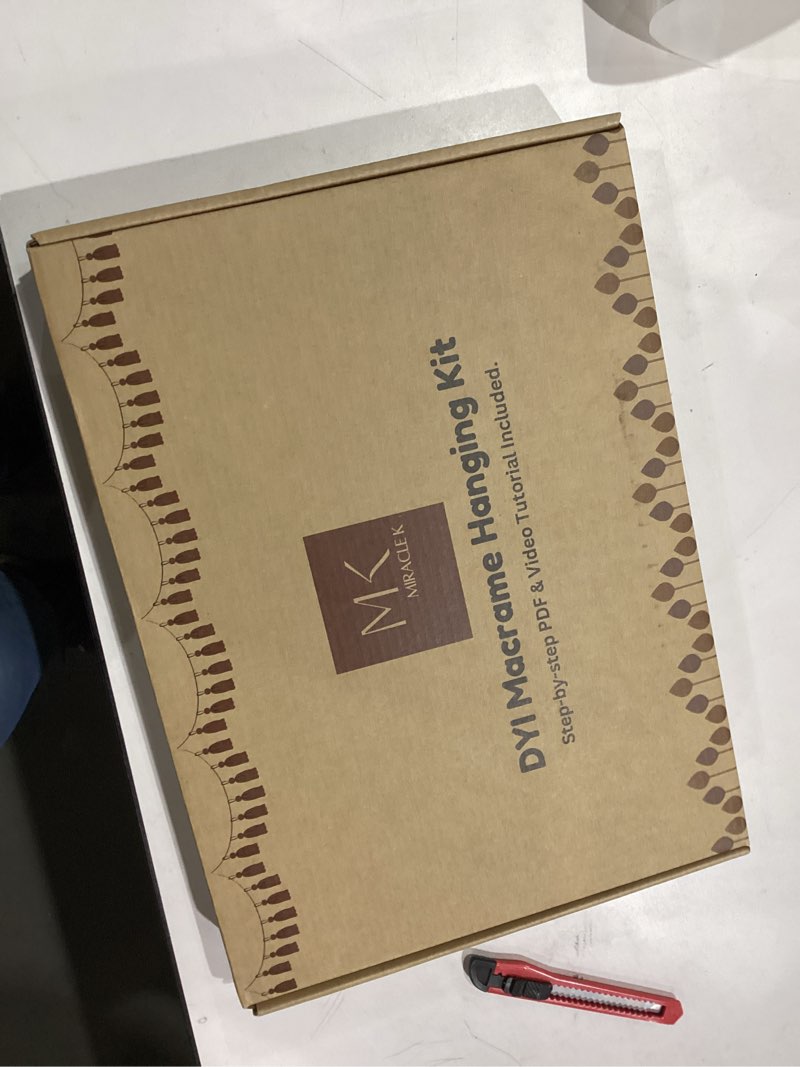 MK
MIRACLE K
DYI Macrame Hanging Kit
Step-by-step PDF & Video Tutorial Included.